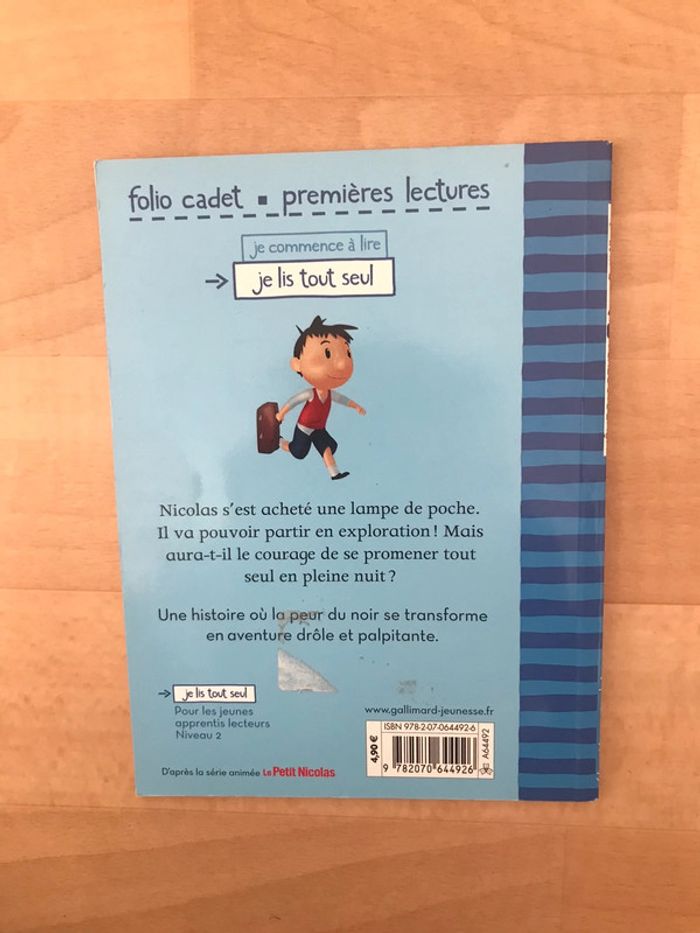 folio cadet ▪ premières lectures
je commence à lire
→ je lis tout seul
Nicolas s'est acheté une lampe de poche.
Il va pouvoir partir en exploration ! Mais
aura-t-il le courage de se promener tout
seul en pleine nuit ?
Une histoire où la peur du noir se transforme
en aventure drôle et palpitante.
→ je lis tout seul
Pour les jeunes
apprentis lecteurs
Niveau 2
D'après la série animée Le Petit Nicolas
www.gallimard-jeunesse.fr
ISBN 978-2-07-064492-6
4,90 €
9 782070 644926
A64492